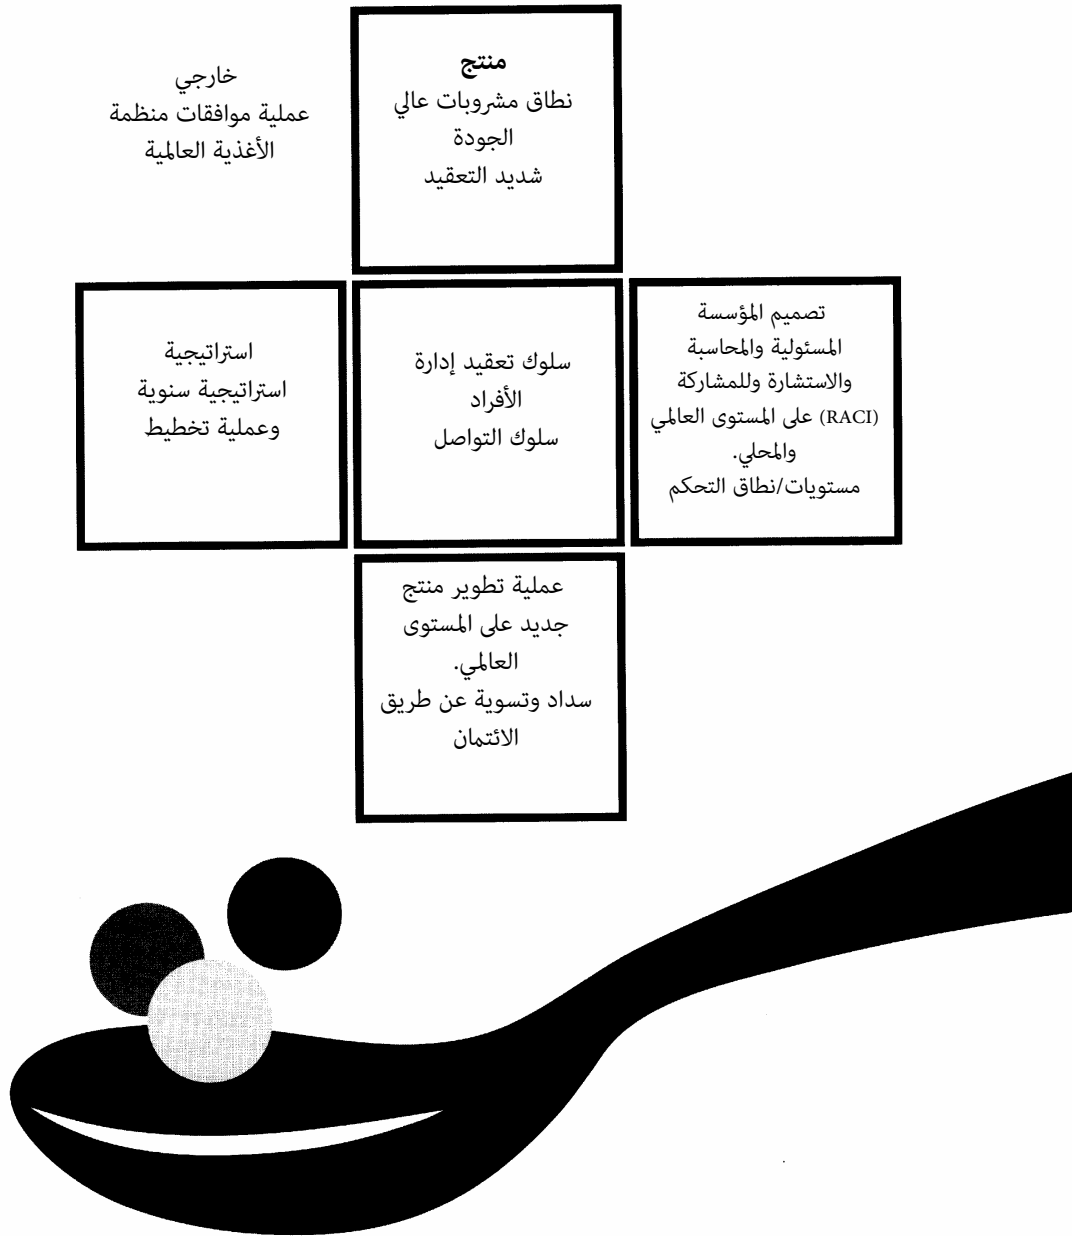 خارجي
عملية موافقات منظمة
الأغذية العالمية
منتج
نطاق مشروبات عالي
الجودة
شديد التعقيد
تصميم المؤسسة
المسئولية والمحاسبة
والاستشارة وللمشاركة
(RACI) على المستوى العالمي
والمحلي.
مستويات/نطاق التحكم
سلوك تعقيد إدارة
الأفراد
سلوك التواصل
استراتيجية
استراتيجية سنوية
وعملية تخطيط
عملية تطوير منتج
جديد على المستوى
العالمي.
سداد وتسوية عن طريق
الائتمان